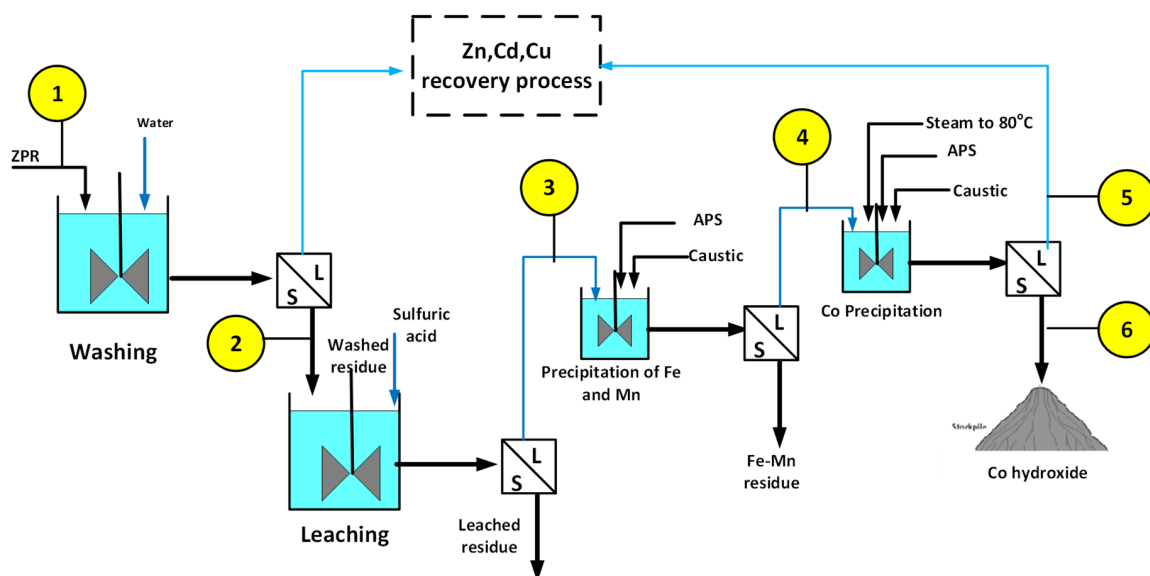 Zn,Cd,Cu
recovery process
1
Water
ZPR
L
S
Washing
2
Sulfuric
acid
Washed
residue
Leaching
L
S
Leached
residue
3
APS
Caustic
Precipitation of Fe
and Mn
L
S
Fe-Mn
residue
4
Steam to 80°C
APS
Caustic
Co Precipitation
L
S
5
6
Stockpile
Co hydroxide